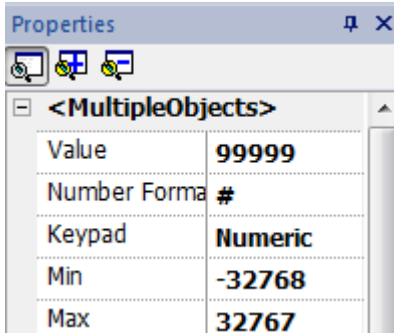 Properties
<MultipleObjects>
Value 99999
Number Forma #
Keypad Numeric
Min -32768
Max 32767